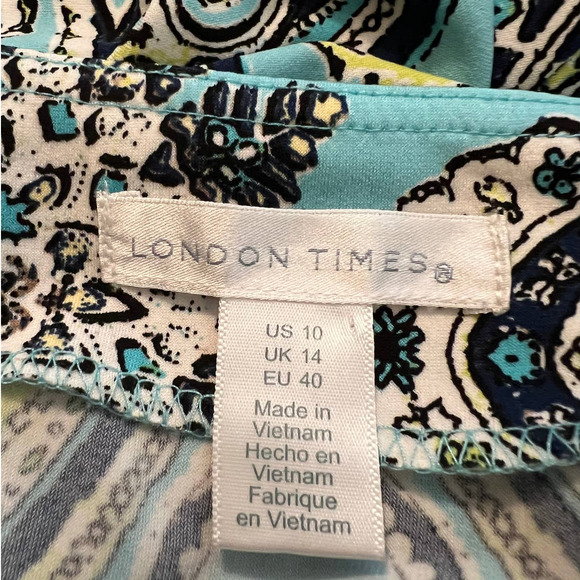 LONDON TIMES®
US 10
UK 14
EU 40
Made in
Vietnam
Hecho en
Vietnam
Fabrique
en Vietnam